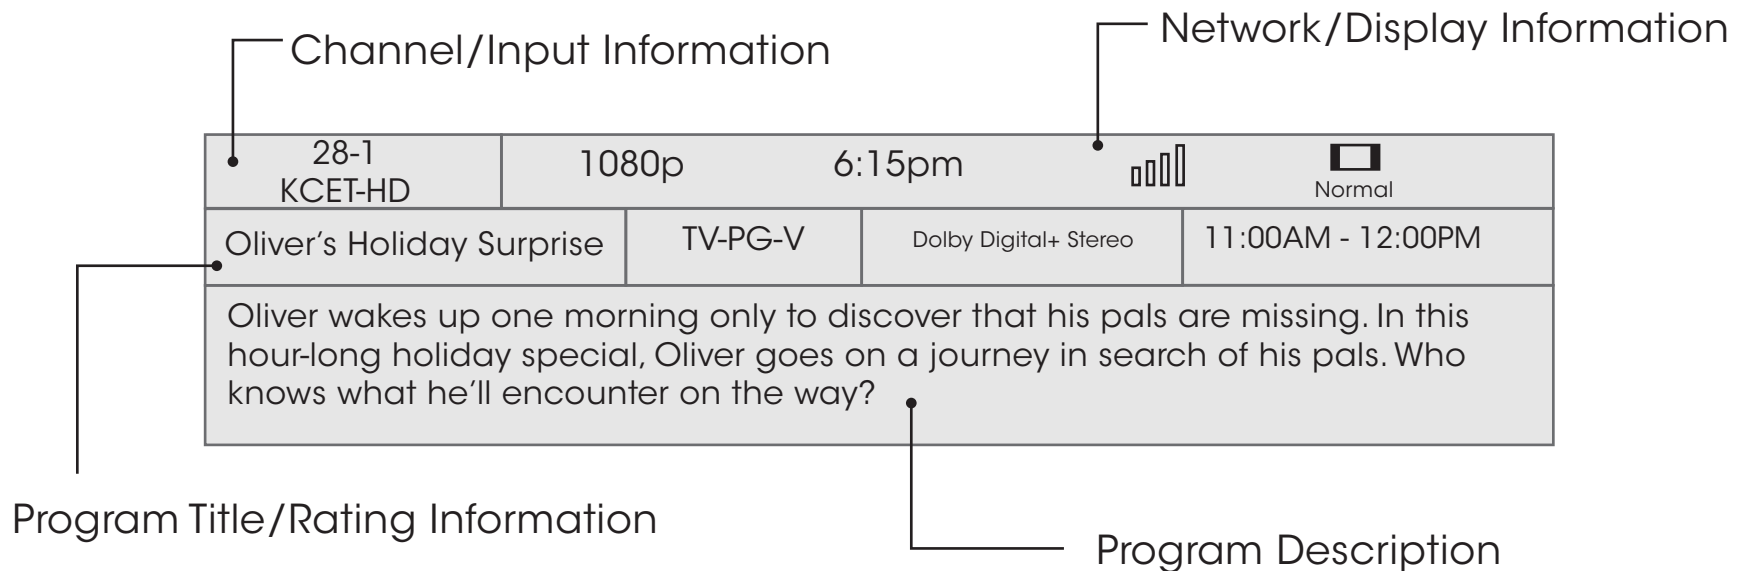 Channel/Input Information
Network/Display Information
28-1
KCET-HD
1080p
6:15pm
Normal
Oliver’s Holiday Surprise
TV-PG-V
Dolby Digital+ Stereo
11:00AM - 12:00PM
Oliver wakes up one morning only to discover that his pals are missing. In this
hour-long holiday special, Oliver goes on a journey in search of his pals. Who
knows what he’ll encounter on the way?
Program Title/Rating Information
Program Description